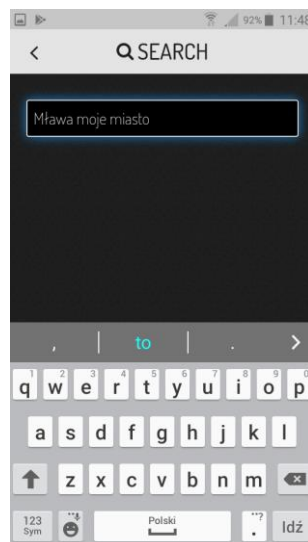 92% 11:48
SEARCH
Mława moje miasto
, to .
1 2 3 4 5 6 7 8 9 0
q w e r t y u i o p
a s d f g h j k l
z x c v b n m
123 Sym Polski . Idź